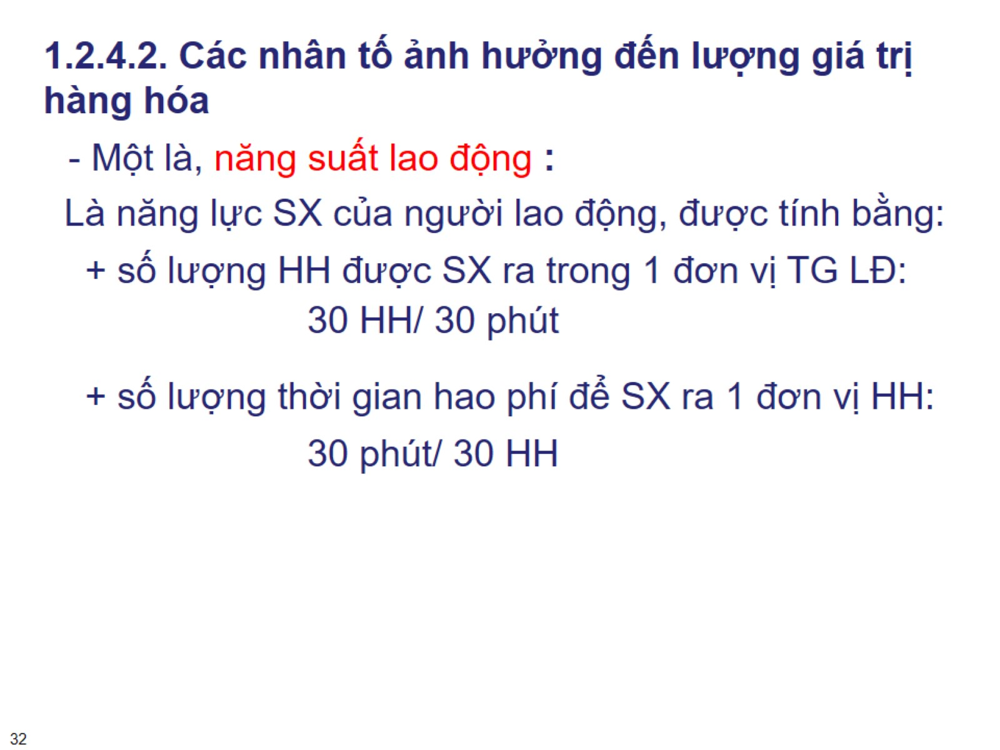 1.2.4.2. Các nhân tố ảnh hưởng đến lượng giá trị
hàng hóa
- Một là, năng suất lao động :
Là năng lực SX của người lao động, được tính bằng:
+ số lượng HH được SX ra trong 1 đơn vị TG LĐ:
30 HH/ 30 phút
+ số lượng thời gian hao phí để SX ra 1 đơn vị HH:
30 phút/ 30 HH
32